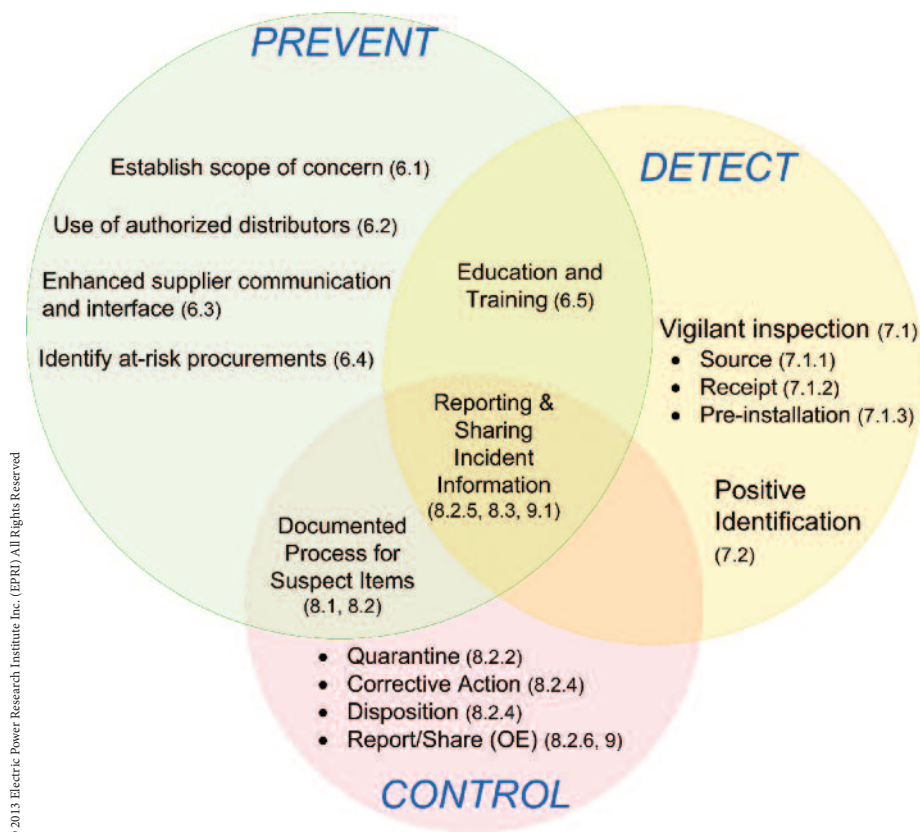 PREVENT
Establish scope of concern (6.1)
Use of authorized distributors (6.2)
Enhanced supplier communication
and interface (6.3)
Identify at-risk procurements (6.4)
DETECT
Education and
Training (6.5)
Vigilant inspection (7.1)
• Source (7.1.1)
• Receipt (7.1.2)
• Pre-installation (7.1.3)
Positive
Identification
(7.2)
Reporting &
Sharing
Incident
Information
(8.2.5, 8.3, 9.1)
Documented
Process for
Suspect Items
(8.1, 8.2)
• Quarantine (8.2.2)
• Corrective Action (8.2.4)
• Disposition (8.2.4)
• Report/Share (OE) (8.2.6, 9)
CONTROL
2013 Electric Power Research Institute Inc. (EPRI) All Rights Reserved